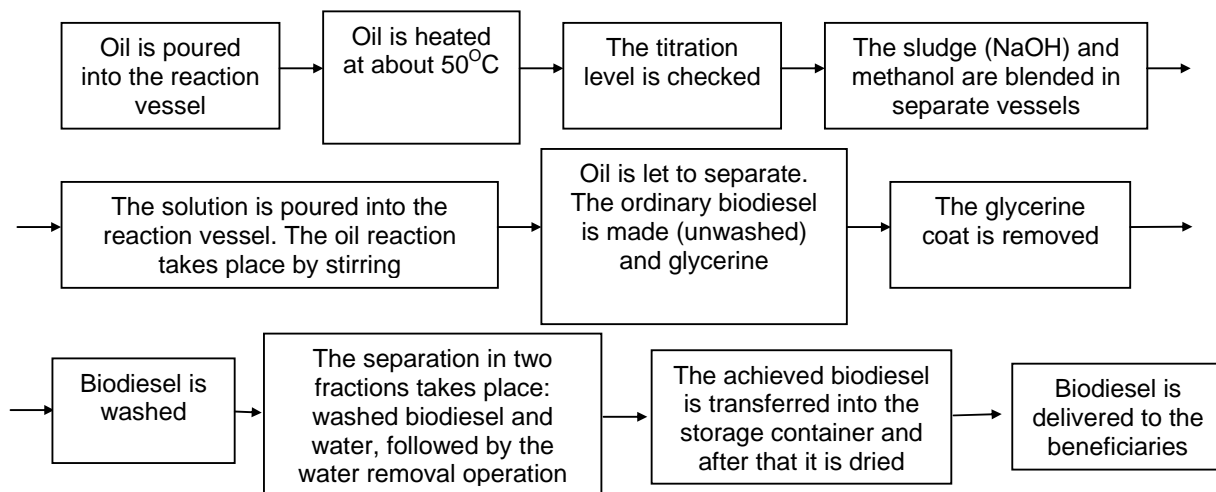 Oil is poured
into the reaction
vessel
Oil is heated
at about 50OC
The titration
level is checked
The sludge (NaOH) and
methanol are blended in
separate vessels
The solution is poured into the
reaction vessel. The oil reaction
takes place by stirring
Oil is let to separate.
The ordinary biodiesel
is made (unwashed)
and glycerine
The glycerine
coat is removed
Biodiesel is
washed
The separation in two
fractions takes place:
washed biodiesel and
water, followed by the
water removal operation
The achieved biodiesel
is transferred into the
storage container and
after that it is dried
Biodiesel is
delivered to the
beneficiaries